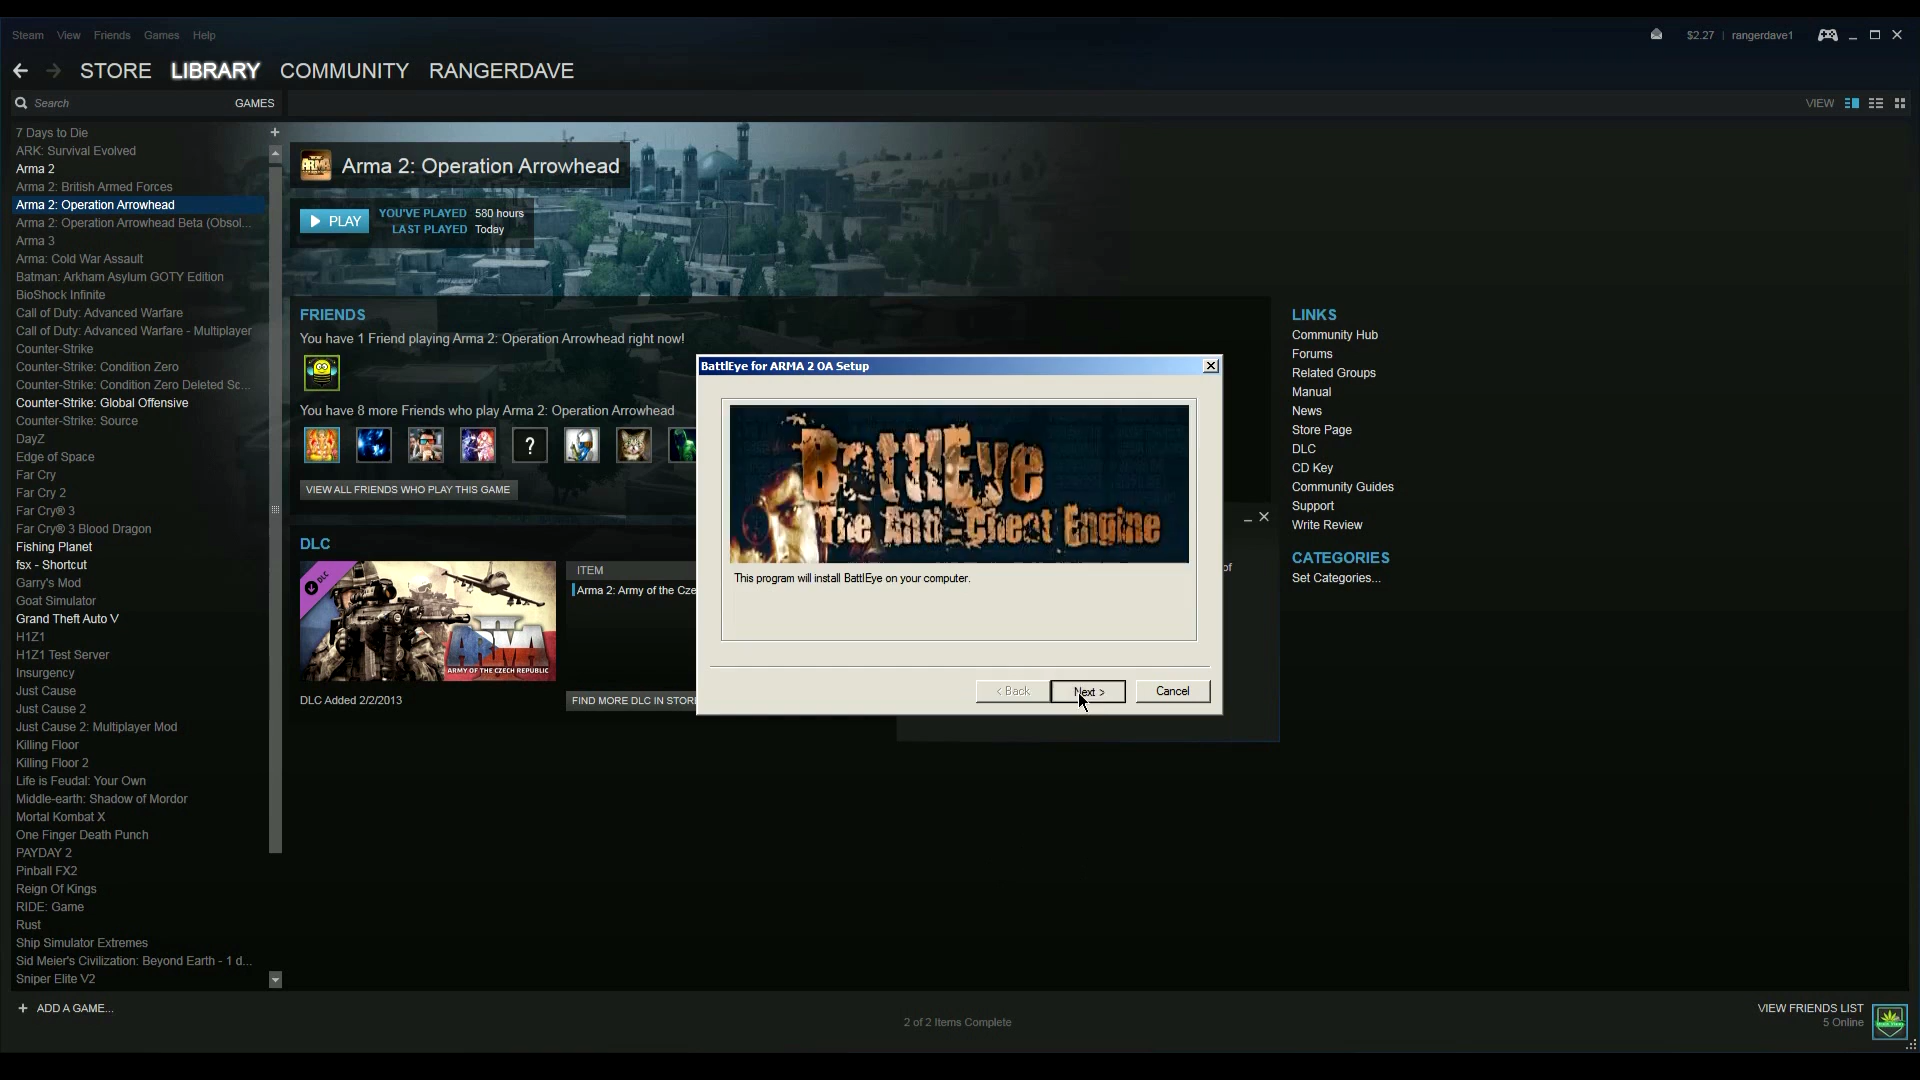 Steam View Friends Games Help
$2.27 | rangerdave1
STORE LIBRARY COMMUNITY RANGERDAVE
Search GAMES
VIEW
7 Days to Die
ARK: Survival Evolved
Arma 2
Arma 2: British Armed Forces
Arma 2: Operation Arrowhead
Arma 2: Operation Arrowhead Beta (Obsol...
Arma 3
Arma: Cold War Assault
Batman: Arkham Asylum GOTY Edition
BioShock Infinite
Call of Duty: Advanced Warfare
Call of Duty: Advanced Warfare - Multiplayer
Counter-Strike
Counter-Strike: Condition Zero
Counter-Strike: Condition Zero Deleted Sc...
Counter-Strike: Global Offensive
Counter-Strike: Source
DayZ
Edge of Space
Far Cry
Far Cry 2
Far Cry® 3
Far Cry® 3 Blood Dragon
Fishing Planet
fsx - Shortcut
Garry's Mod
Goat Simulator
Grand Theft Auto V
H1Z1
H1Z1 Test Server
Insurgency
Just Cause
Just Cause 2
Just Cause 2: Multiplayer Mod
Killing Floor
Killing Floor 2
Life is Feudal: Your Own
Middle-earth: Shadow of Mordor
Mortal Kombat X
One Finger Death Punch
PAYDAY 2
Pinball FX2
Reign Of Kings
RIDE: Game
Rust
Ship Simulator Extremes
Sid Meier's Civilization: Beyond Earth - 1 d...
Sniper Elite V2
+ ADD A GAME...
ARMA
Arma 2: Operation Arrowhead
PLAY
YOU'VE PLAYED 580 hours
LAST PLAYED Today
FRIENDS
You have 1 Friend playing Arma 2: Operation Arrowhead right now!
You have 8 more Friends who play Arma 2: Operation Arrowhead
?
VIEW ALL FRIENDS WHO PLAY THIS GAME
DLC
DLC
ARMA II
ARMY OF THE CZECH REPUBLIC
DLC Added 2/2/2013
ITEM
Arma 2: Army of the Cze
FIND MORE DLC IN STOR
BattlEye for ARMA 2 OA Setup
BattlEye
The Anti-Cheat Engine
This program will install BattlEye on your computer.
< Back
Next >
Cancel
of
LINKS
Community Hub
Forums
Related Groups
Manual
News
Store Page
DLC
CD Key
Community Guides
Support
Write Review
CATEGORIES
Set Categories...
2 of 2 Items Complete
VIEW FRIENDS LIST
5 Online